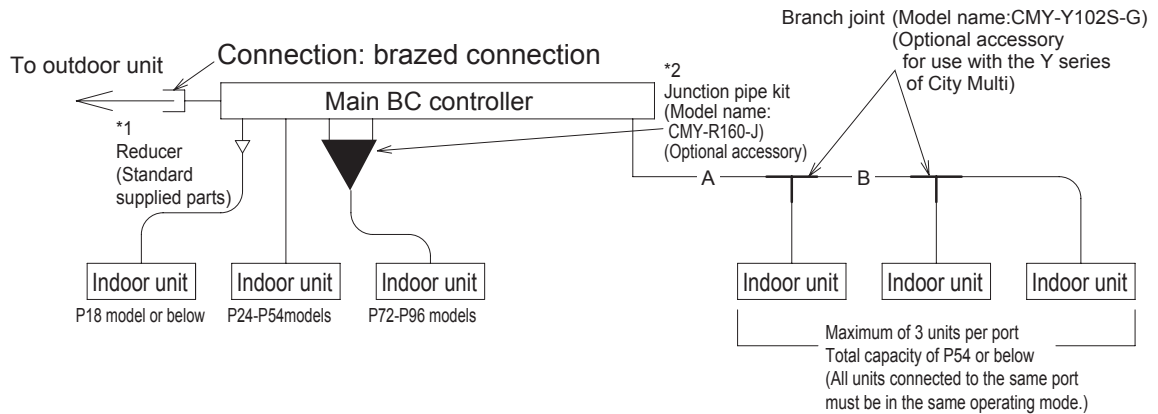 Branch joint (Model name:CMY-Y102S-G)
(Optional accessory
for use with the Y series
of City Multi)
To outdoor unit
Connection: brazed connection
Main BC controller
*1
Reducer
(Standard
supplied parts)
*2
Junction pipe kit
(Model name:
CMY-R160-J)
(Optional accessory)
A
B
Indoor unit
P18 model or below
Indoor unit
P24-P54models
Indoor unit
P72-P96 models
Indoor unit
Indoor unit
Indoor unit
Maximum of 3 units per port
Total capacity of P54 or below
(All units connected to the same port
must be in the same operating mode.)